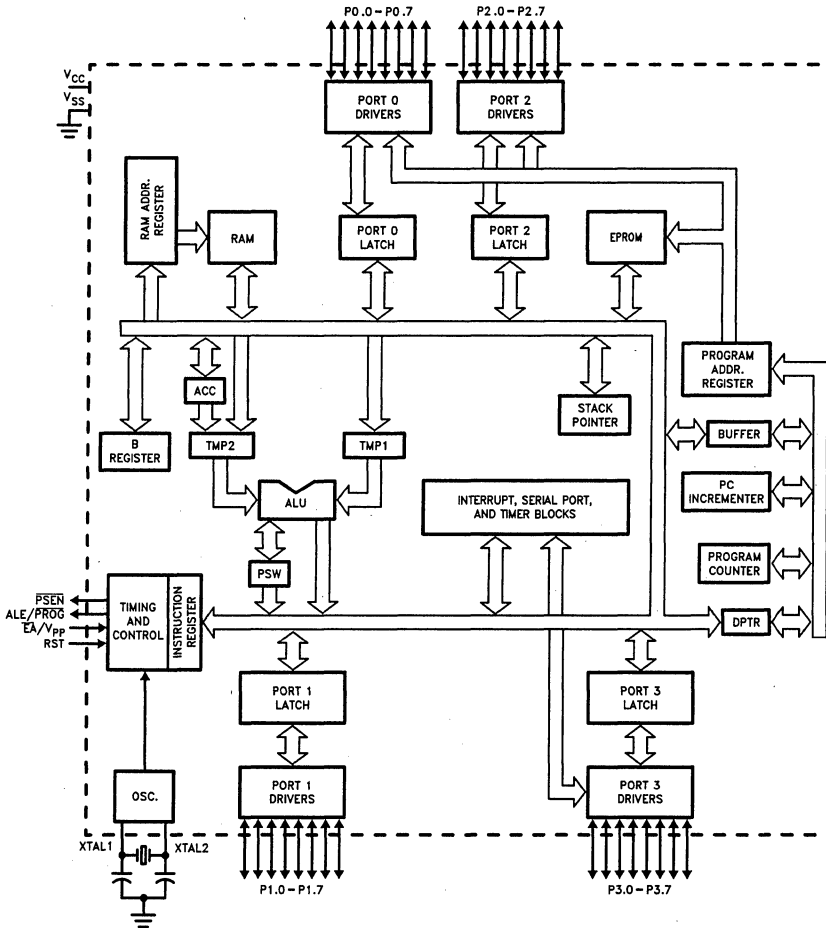 P0.0–P0.7
P2.0–P2.7
VCC
VSS
PORT 0
DRIVERS
PORT 2
DRIVERS
RAM ADDR.
REGISTER
RAM
PORT 0
LATCH
PORT 2
LATCH
EPROM
PROGRAM
ADDR.
REGISTER
ACC
STACK
POINTER
B
REGISTER
TMP2
TMP1
BUFFER
ALU
INTERRUPT, SERIAL PORT,
AND TIMER BLOCKS
PC
INCREMENTER
PSW
PROGRAM
COUNTER
P̅S̅E̅N̅
ALE/P̅R̅O̅G̅
E̅A̅/VPP
RST
TIMING
AND
CONTROL
INSTRUCTION
REGISTER
DPTR
PORT 1
LATCH
PORT 3
LATCH
OSC.
PORT 1
DRIVERS
PORT 3
DRIVERS
XTAL1
XTAL2
P1.0–P1.7
P3.0–P3.7